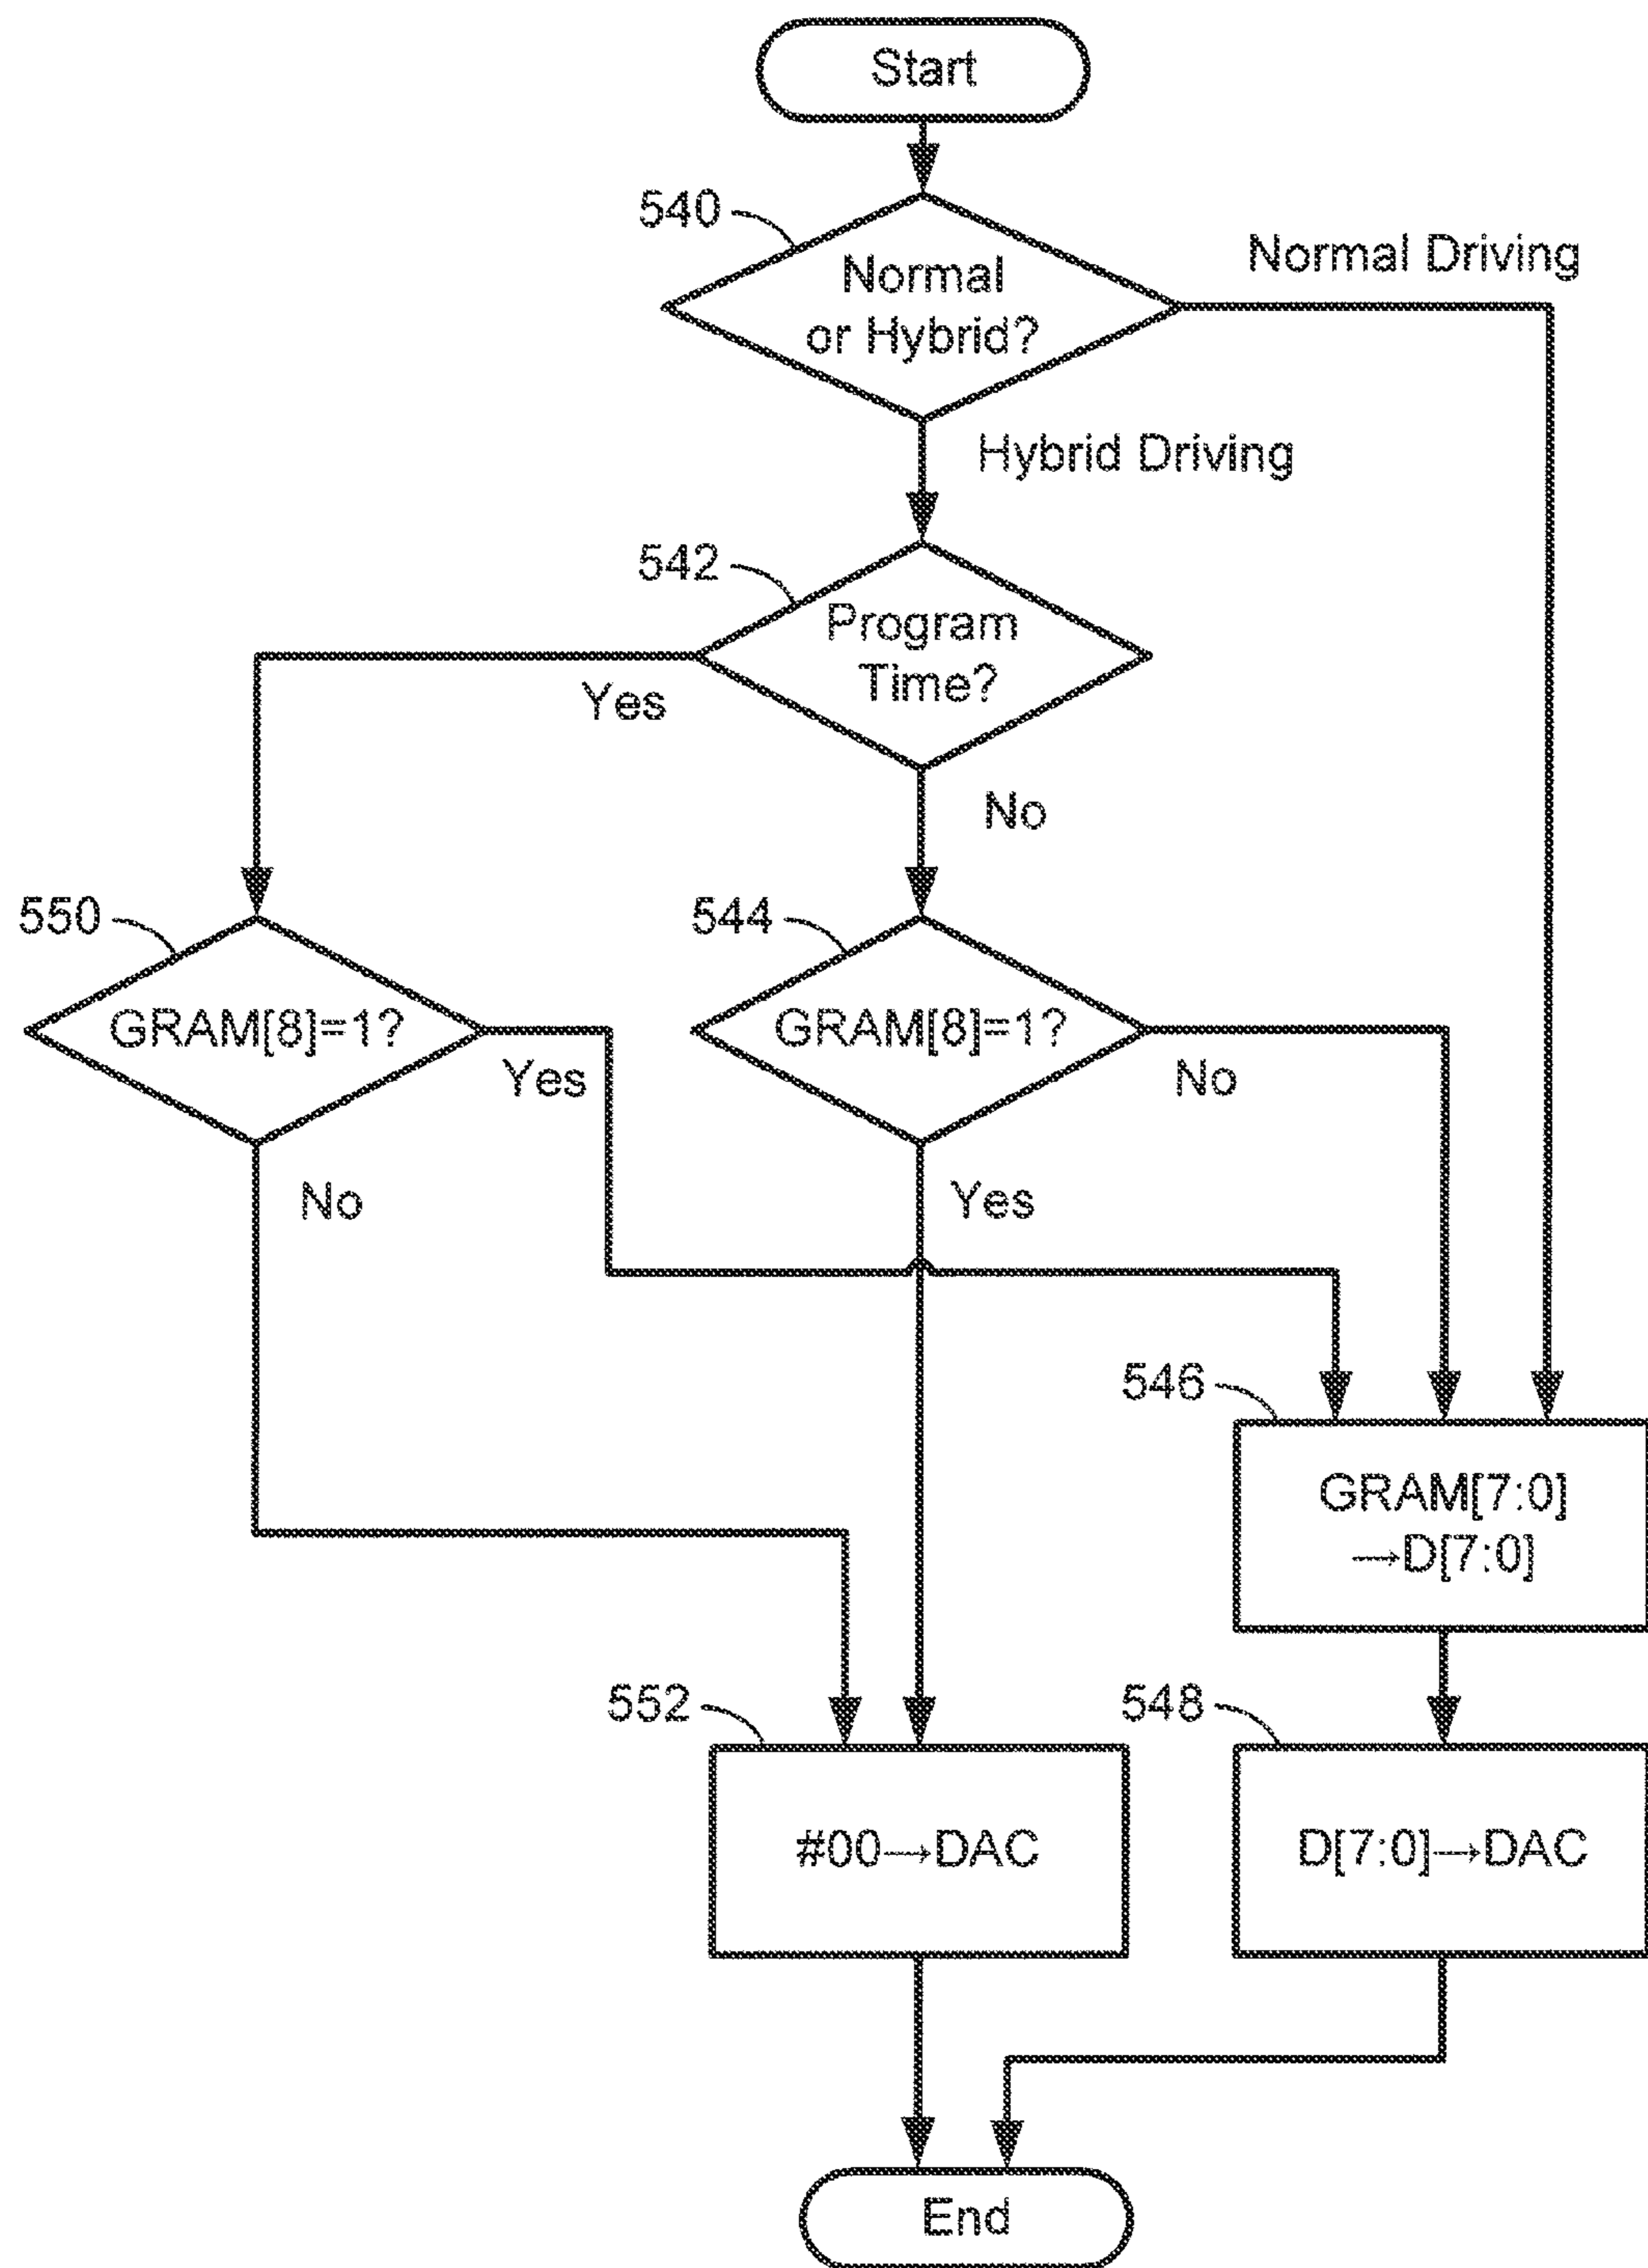 Start
540
Normal
or Hybrid?
Normal Driving
Hybrid Driving
542
Program
Time?
Yes
No
550
GRAM[8]=1?
Yes
No
544
GRAM[8]=1?
No
Yes
546
GRAM[7:0]
→D[7:0]
552
#00→DAC
548
D[7:0]→DAC
End